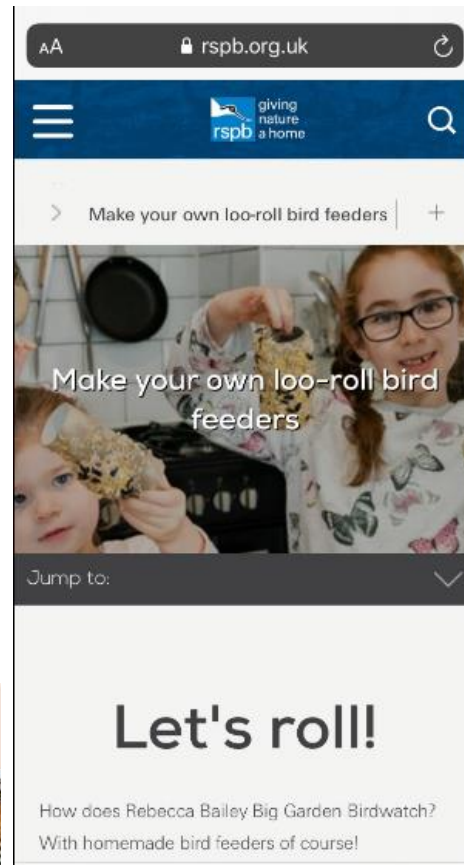 AA rspb.org.uk
giving
nature
rspb a home
Make your own loo-roll bird feeders
Make your own loo-roll bird
feeders
Jump to:
Let's roll!
How does Rebecca Bailey Big Garden Birdwatch?
With homemade bird feeders of course!